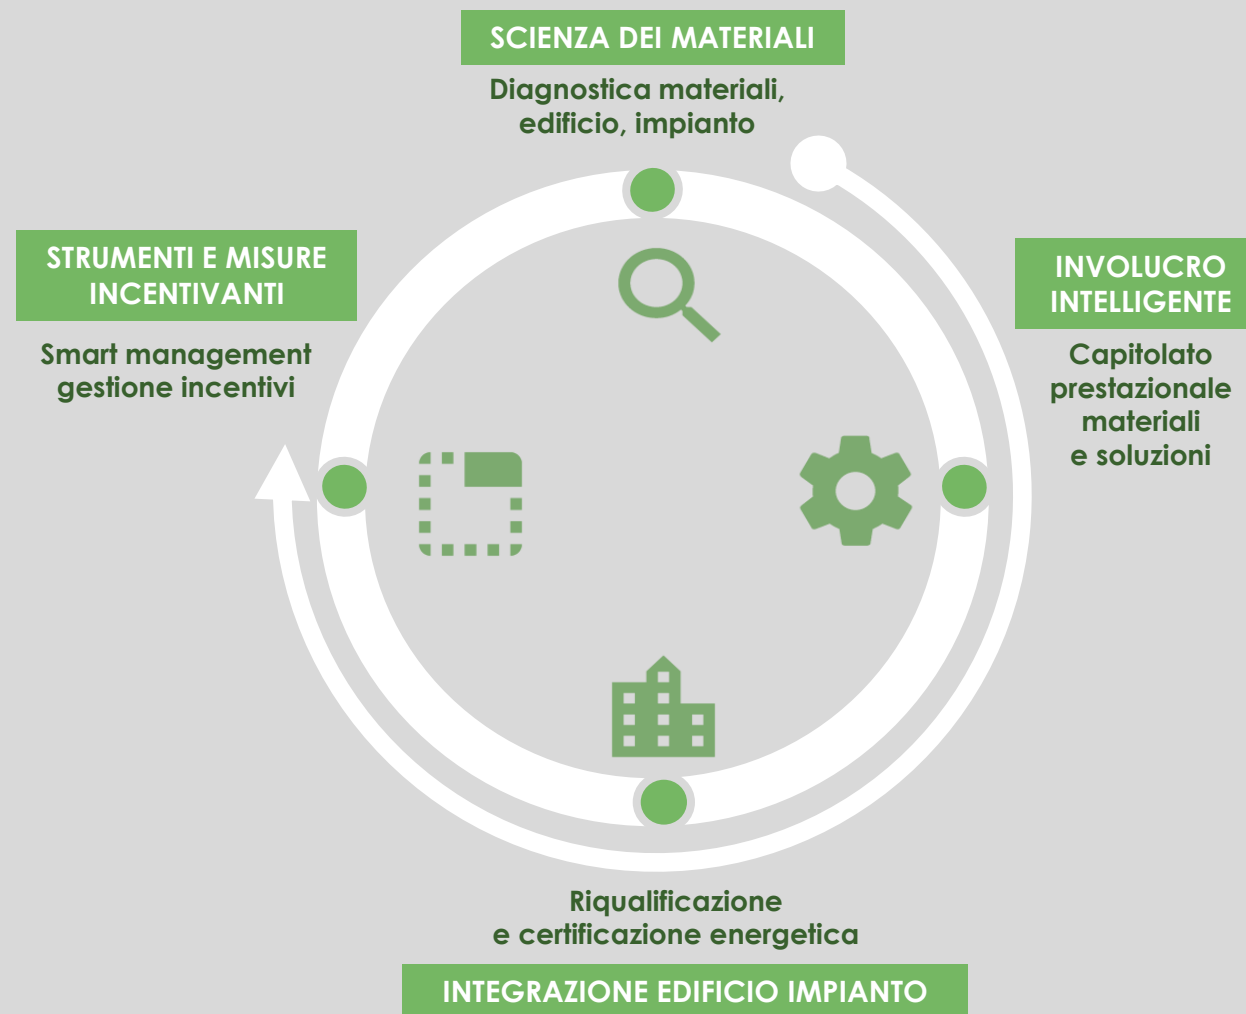 SCIENZA DEI MATERIALI
Diagnostica materiali,
edificio, impianto
STRUMENTI E MISURE
INCENTIVANTI
Smart management
gestione incentivi
INVOLUCRO
INTELLIGENTE
Capitolato
prestazionale
materiali
e soluzioni
Riqualificazione
e certificazione energetica
INTEGRAZIONE EDIFICIO IMPIANTO